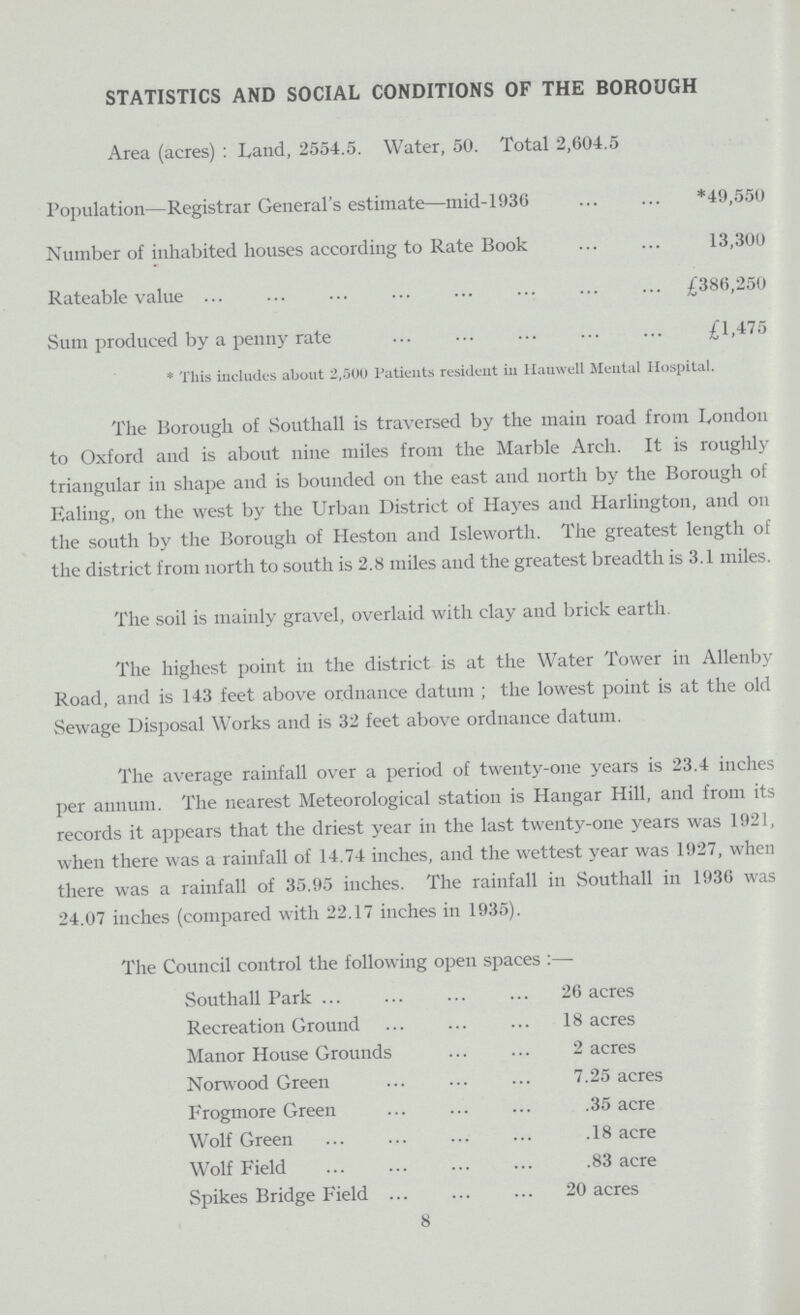 STATISTICS AND SOCIAL CONDITIONS OF THE BOROUGH
Area (acres) : Land, 2554.5. Water, 50. Total 2,604.5
Population—Registrar General's estimate—mid-1936 ... ... *49,550
Number of inhabited houses according to Rate Book ... ... 13,300
Rateable value ... ... ... ... ... ... ... ... £386,250
Sum produced by a penny rate ... ... ... ... ... £1,475
* This includes about 2,500 Patients resident in Hanwell Mental Hospital.
The Borough of Southall is traversed by the main road from London
to Oxford and is about nine miles from the Marble Arch. It is roughly
triangular in shape and is bounded on the east and north by the Borough of
Ealing, on the west by the Urban District of Hayes and Harlington, and on
the south by the Borough of Heston and Isleworth. The greatest length of
the district from north to south is 2.8 miles and the greatest breadth is 3.1 miles.
The soil is mainly gravel, overlaid with clay and brick earth.
The highest point in the district is at the Water Tower in Allenby
Road, and is 143 feet above ordnance datum ; the lowest point is at the old
Sewage Disposal Works and is 32 feet above ordnance datum.
The average rainfall over a period of twenty-one years is 23.4 inches
per annum. The nearest Meteorological station is Hangar Hill, and from its
records it appears that the driest year in the last twenty-one years was 1921,
when there was a rainfall of 14.74 inches, and the wettest year was 1927, when
there was a rainfall of 35.95 inches. The rainfall in Southall in 1936 was
24.07 inches (compared with 22.17 inches in 1935).
The Council control the following open spaces :—
Southall Park ... ... ... ... 26 acres
Recreation Ground ... ... ... 18 acres
Manor House Grounds ... ... 2 acres
Norwood Green ... ... ... 7.25 acres
Frogmore Green ... ... ... .35 acre
Wolf Green ... ... ... ... .18 acre
Wolf Field ... ... ... ... .83 acre
Spikes Bridge Field ... ... ... 20 acres
8